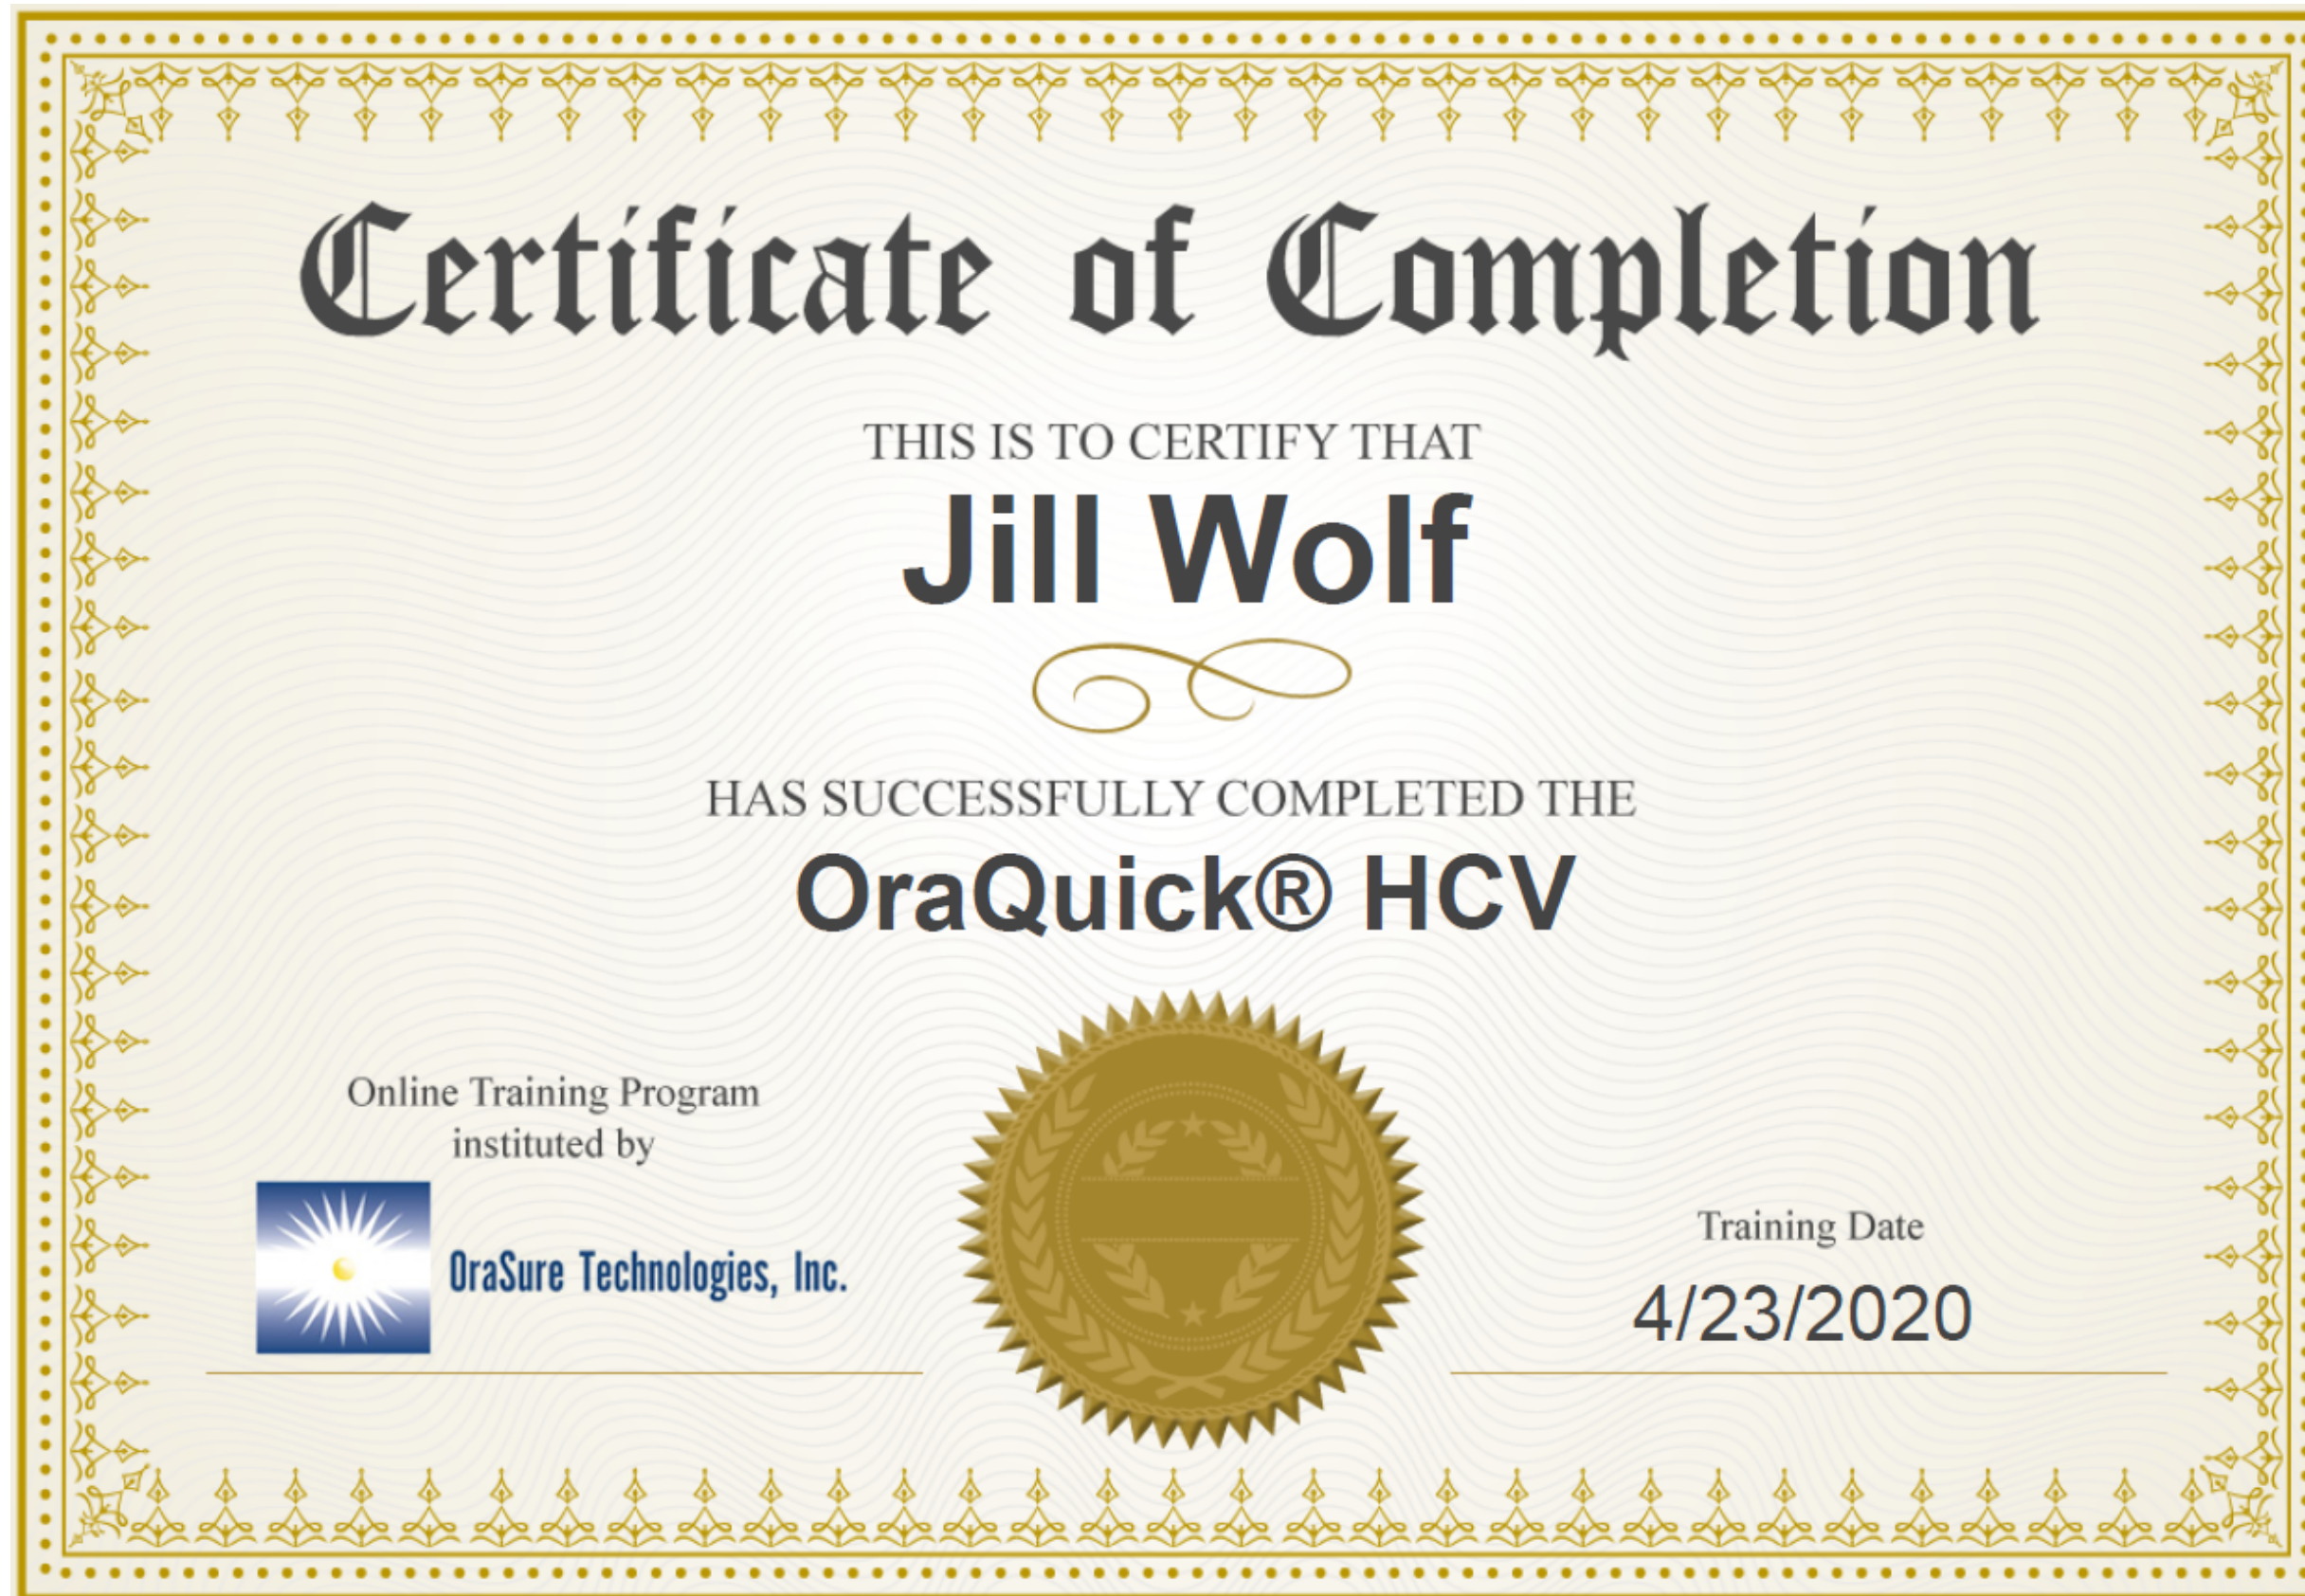 Certificate of Completion
THIS IS TO CERTIFY THAT
Jill Wolf
HAS SUCCESSFULLY COMPLETED THE
OraQuick® HCV
Online Training Program
instituted by
OraSure Technologies, Inc.
Training Date
4/23/2020